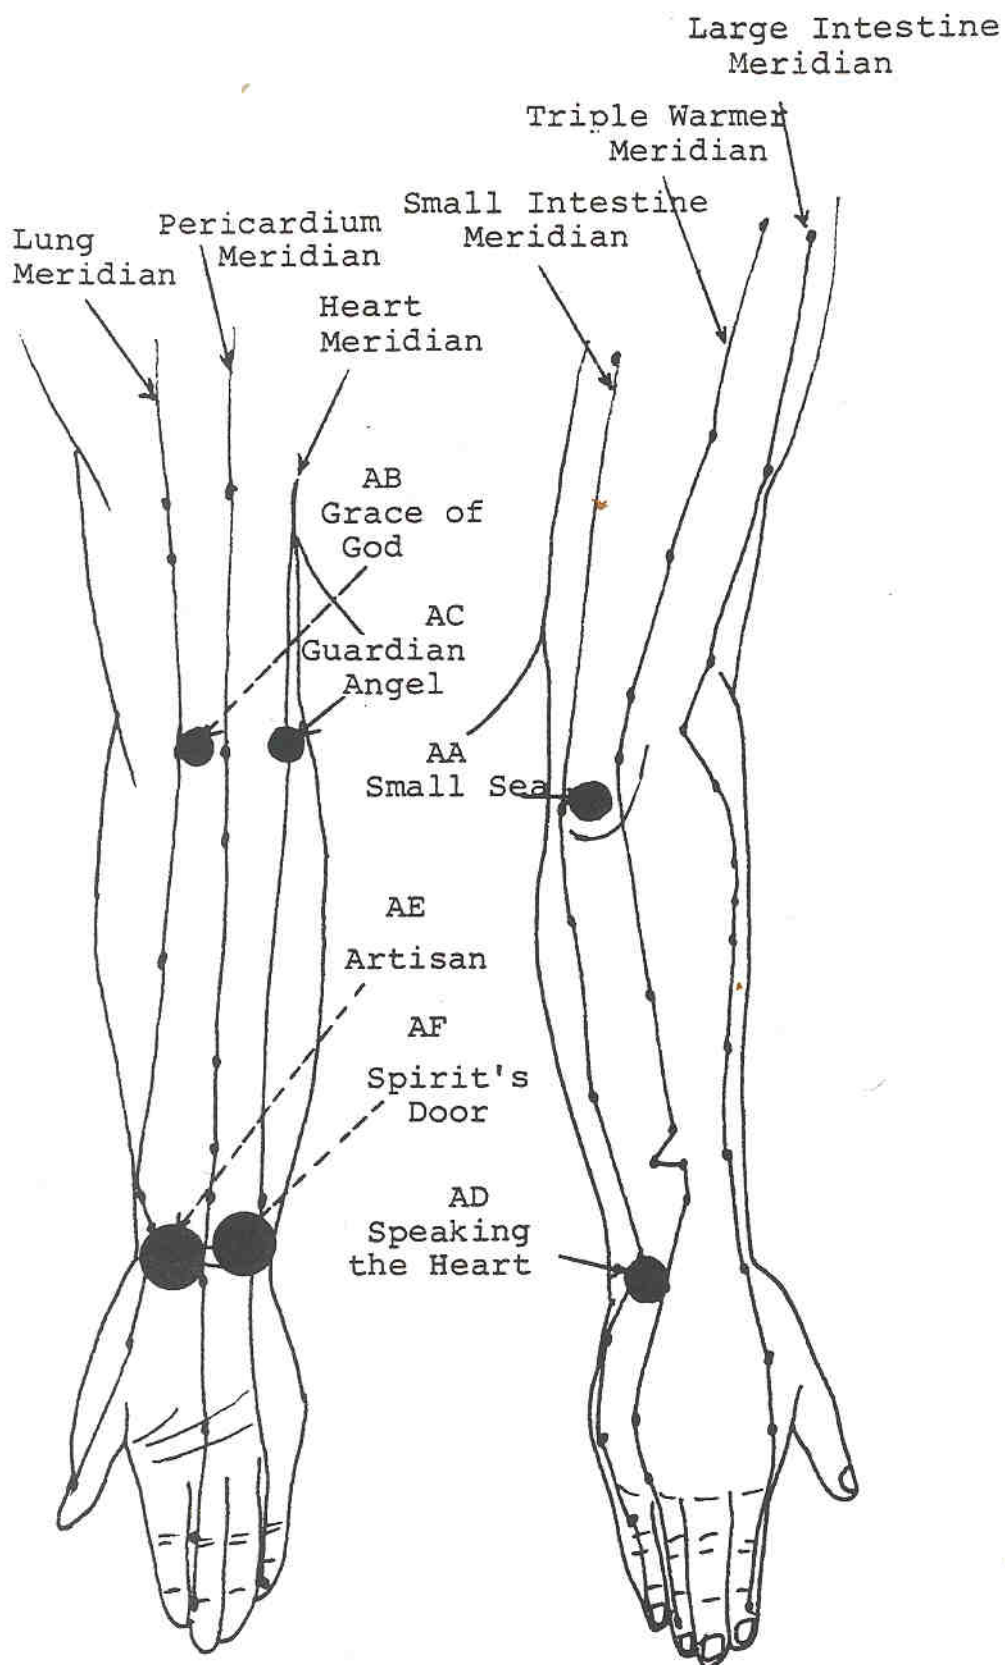 Large Intestine
Meridian
Triple Warmer
Meridian
Small Intestine
Meridian
Pericardium
Meridian
Lung
Meridian
Heart
Meridian
AB
Grace of
God
AC
Guardian
Angel
AA
Small Sea
AE
Artisan
AF
Spirit's
Door
AD
Speaking
the Heart